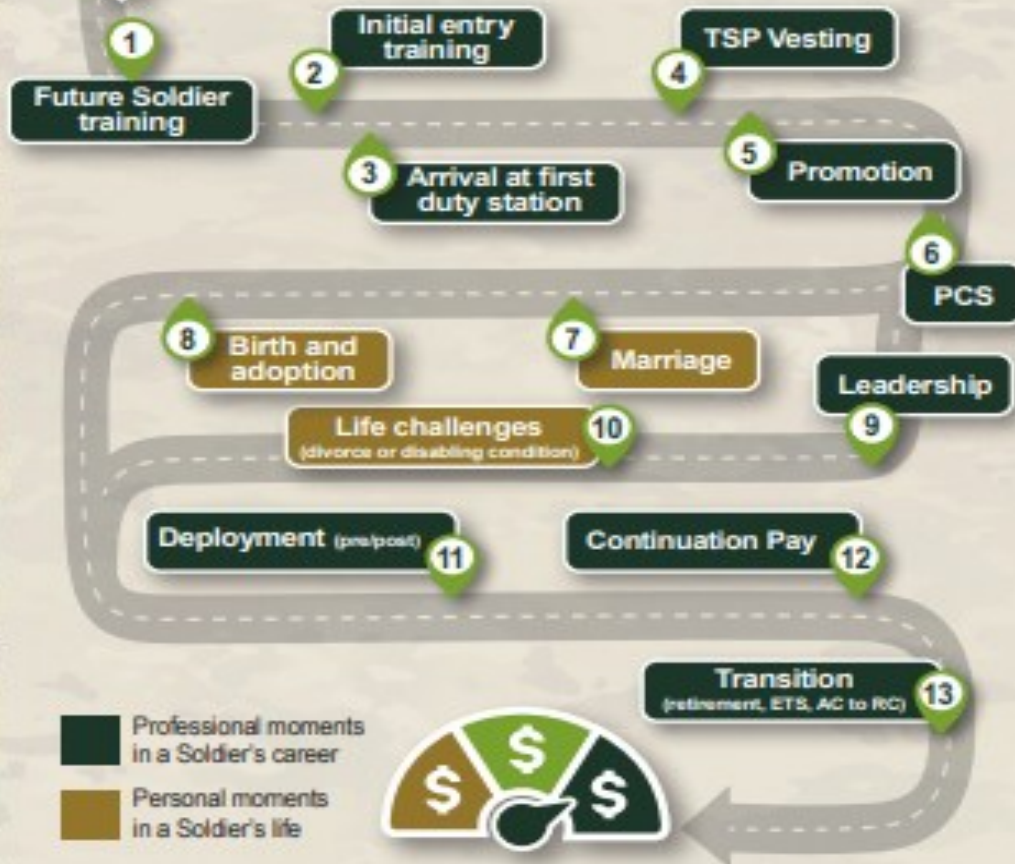 1
Future Soldier
training
2
Initial entry
training
3
Arrival at first
duty station
4
TSP Vesting
5
Promotion
6
PCS
7
Marriage
8
Birth and
adoption
Leadership
9
Life challenges
(divorce or disabling condition)
10
Deployment (pre/post)
11
Continuation Pay
12
Transition
(retirement, ETS, AC to RC)
13
Professional moments
in a Soldier's career
Personal moments
in a Soldier's life
$ $ $